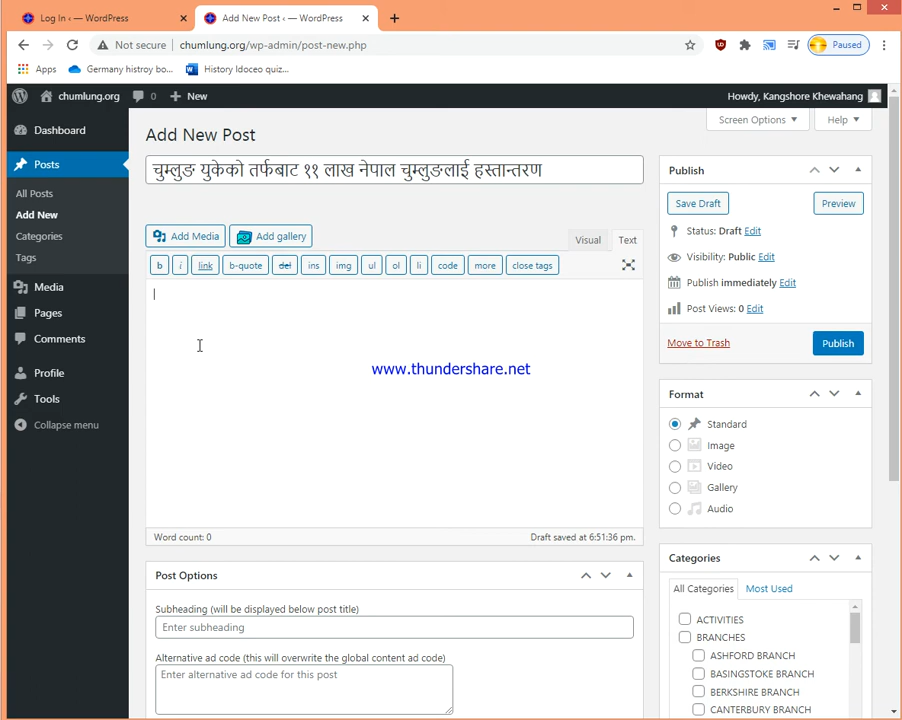 Log In ‹ — WordPress
Add New Post ‹ — WordPress
Not secure
chumlung.org/wp-admin/post-new.php
Paused
Apps
Germany histroy bo...
History Idoceo quiz...
chumlung.org
0
New
Howdy, Kangshore Khewahang
Dashboard
Posts
All Posts
Add New
Categories
Tags
Media
Pages
Comments
Profile
Tools
Collapse menu
Screen Options
Help
Add New Post
चुम्लुङ युकेको तर्फबाट ११ लाख नेपाल चुम्लुङलाई हस्तान्तरण
Add Media
Add gallery
Visual
Text
b
i
link
b-quote
del
ins
img
ul
ol
li
code
more
close tags
www.thundershare.net
Word count: 0
Draft saved at 6:51:36 pm.
Post Options
Subheading (will be displayed below post title)
Enter subheading
Alternative ad code (this will overwrite the global content ad code)
Enter alternative ad code for this post
Publish
Save Draft
Preview
Status: Draft Edit
Visibility: Public Edit
Publish immediately Edit
Post Views: 0 Edit
Move to Trash
Publish
Format
Standard
Image
Video
Gallery
Audio
Categories
All Categories
Most Used
ACTIVITIES
BRANCHES
ASHFORD BRANCH
BASINGSTOKE BRANCH
BERKSHIRE BRANCH
CANTERBURY BRANCH